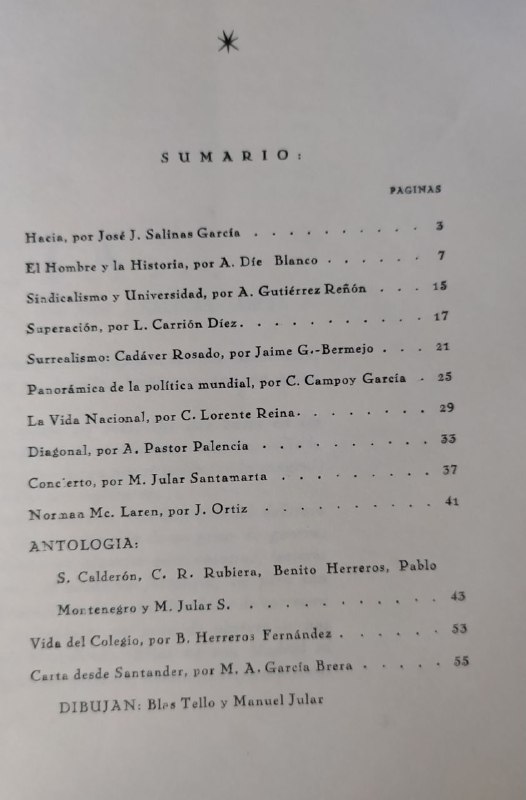 SUMARIO:
PAGINAS
Hacia, por José J. Salinas García . . . . . . . . . 3
El Hombre y la Historia, por A. Díe Blanco . . . . . . 7
Sindicalismo y Universidad, por A. Gutiérrez Reñón . . . 15
Superación, por L. Carrión Díez. . . . . . . . . . 17
Surrealismo: Cadáver Rosado, por Jaime G.-Bermejo . . . 21
Panorámica de la política mundial, por C. Campoy García . 25
La Vida Nacional, por C. Lorente Reina. . . . . . . . 29
Diagonal, por A. Pastor Palencia . . . . . . . . . 33
Concierto, por M. Jular Santamarta . . . . . . . . 37
Norman Mc. Laren, por J. Ortiz . . . . . . . . . . 41
ANTOLOGIA:
S. Calderón, C. R. Rubiera, Benito Herreros, Pablo
Montenegro y M. Jular S. . . . . . . . . . . . 43
Vida del Colegio, por B. Herreros Fernández . . . . . . 53
Carta desde Santander, por M. A. García Brera . . . . . 55
DIBUJAN: Blas Tello y Manuel Jular